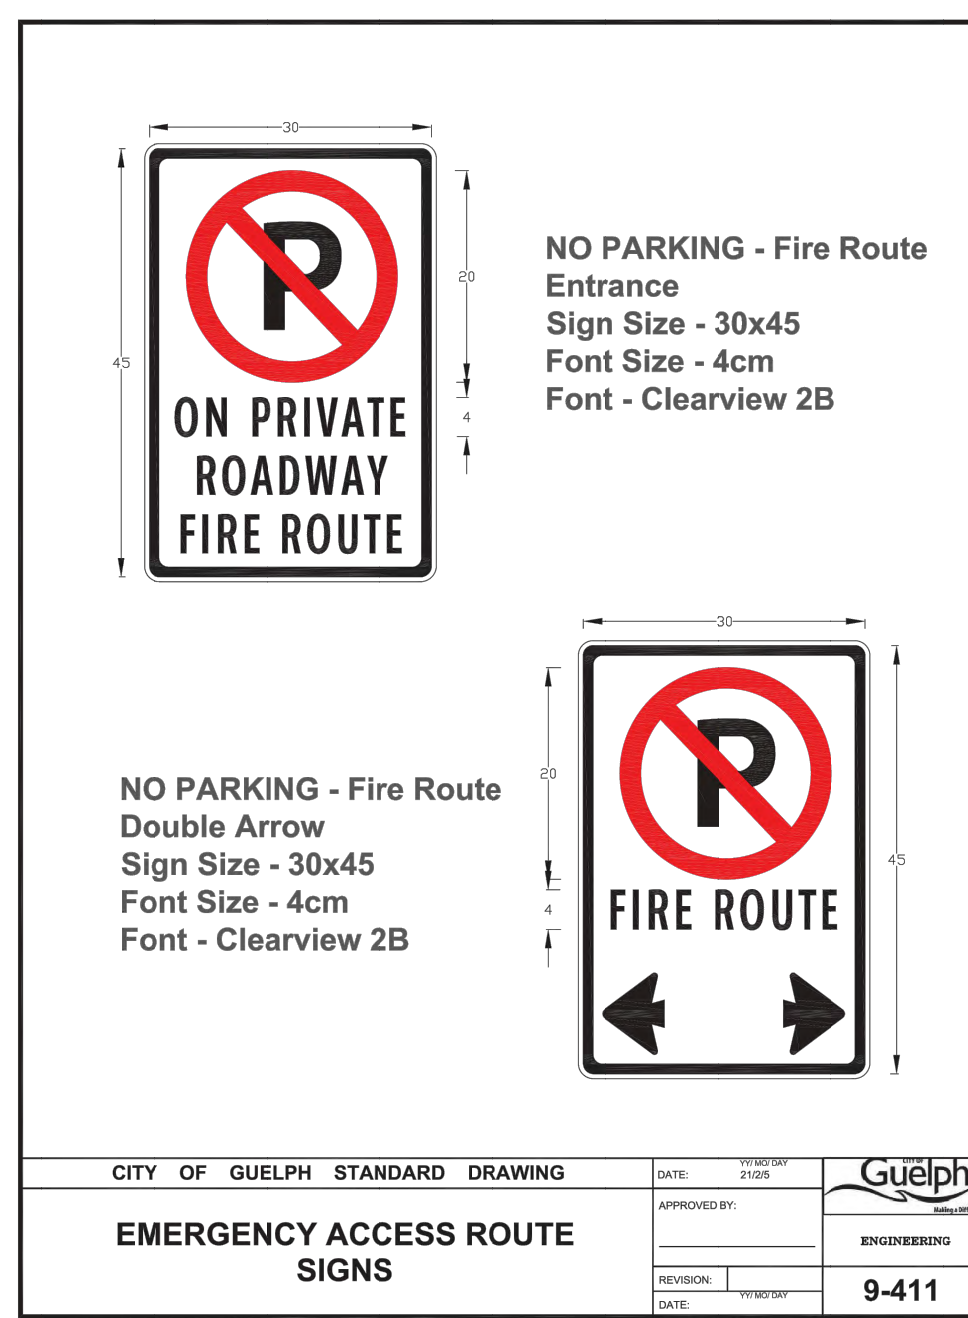 30
45
P
20
4
ON PRIVATE
ROADWAY
FIRE ROUTE
NO PARKING - Fire Route
Entrance
Sign Size - 30x45
Font Size - 4cm
Font - Clearview 2B
30
45
P
20
4
FIRE ROUTE
NO PARKING - Fire Route
Double Arrow
Sign Size - 30x45
Font Size - 4cm
Font - Clearview 2B
CITY OF GUELPH STANDARD DRAWING
EMERGENCY ACCESS ROUTE
SIGNS
YY/ MO/ DAY
DATE: 21/2/5
APPROVED BY:
REVISION:
YY/ MO/ DAY
DATE:
CITY OF
Guelph
Making a
ENGINEERING
9-411